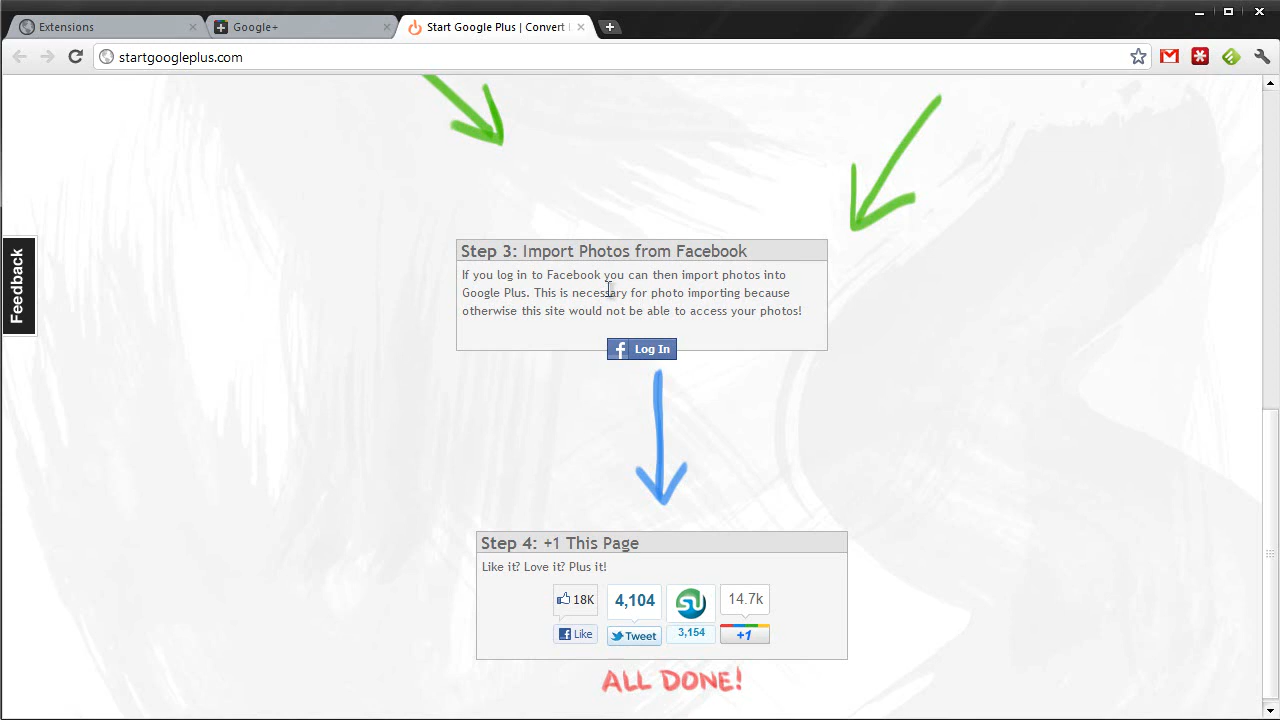 Extensions
Google+
Start Google Plus | Convert
startgoogleplus.com
Feedback
Step 3: Import Photos from Facebook
If you log in to Facebook you can then import photos into
Google Plus. This is necessary for photo importing because
otherwise this site would not be able to access your photos!
f Log In
Step 4: +1 This Page
Like it? Love it? Plus it!
18K 4,104 14.7k
Like Tweet 3,154 +1
ALL DONE!